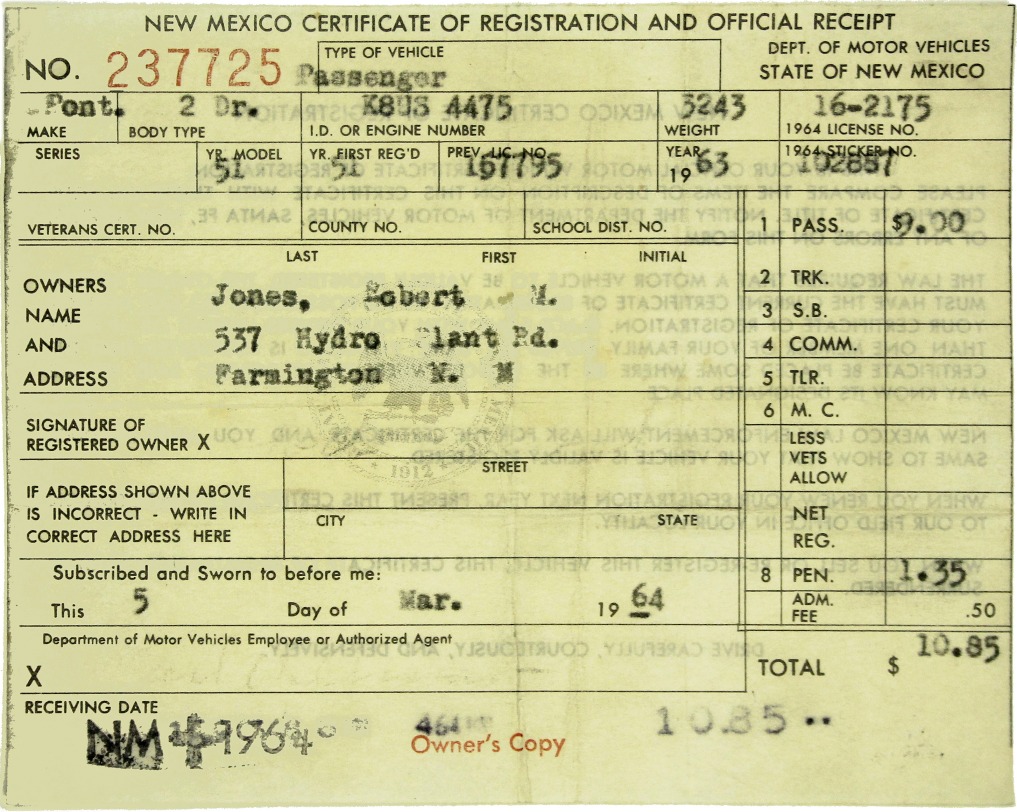 NEW MEXICO CERTIFICATE OF REGISTRATION AND OFFICIAL RECEIPT
NO. 237725
TYPE OF VEHICLE
Passenger
DEPT. OF MOTOR VEHICLES
STATE OF NEW MEXICO
Pont. 2 Dr. K8US 4475 3243 16-2175
MAKE BODY TYPE I.D. OR ENGINE NUMBER WEIGHT 1964 LICENSE NO.
SERIES YR. MODEL YR. FIRST REG'D PREV. LIC. NO. YEAR 1964 STICKER NO.
51 51 167795 1963 102887
VETERANS CERT. NO. COUNTY NO. SCHOOL DIST. NO. 1 PASS. $9.00
LAST FIRST INITIAL
OWNERS
NAME
AND
ADDRESS
Jones, Robert M.
537 Hydro Plant Rd.
Farmington N. M
2 TRK.
3 S.B.
4 COMM.
5 TLR.
6 M. C.
LESS
VETS
ALLOW
NET
REG.
SIGNATURE OF
REGISTERED OWNER X
1912
STREET
IF ADDRESS SHOWN ABOVE
IS INCORRECT - WRITE IN
CORRECT ADDRESS HERE
CITY STATE
Subscribed and Sworn to before me:
8 PEN. 1.35
This 5 Day of Mar. 1964
ADM.
FEE .50
Department of Motor Vehicles Employee or Authorized Agent
X
TOTAL $ 10.85
RECEIVING DATE
NM 1964
10.85
Owner's Copy